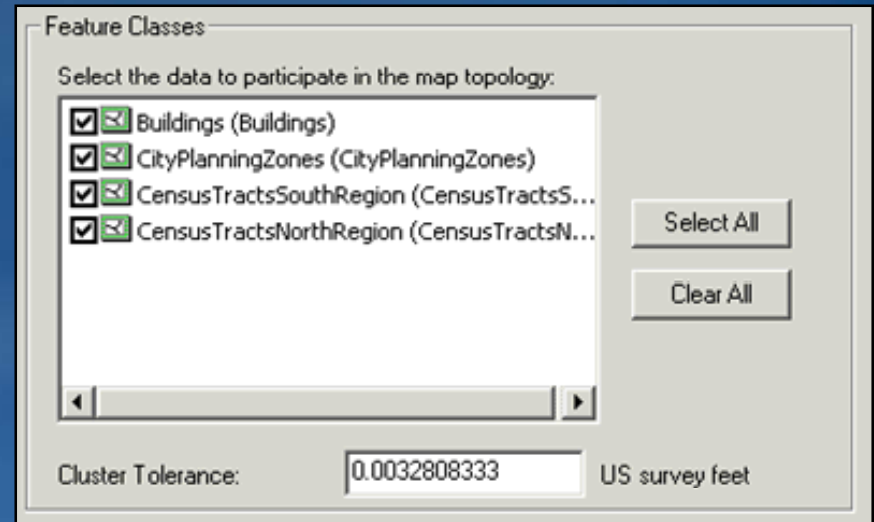 Feature Classes
Select the data to participate in the map topology:
Buildings (Buildings)
CityPlanningZones (CityPlanningZones)
CensusTractsSouthRegion (CensusTractsS...
CensusTractsNorthRegion (CensusTractsN...
Select All
Clear All
Cluster Tolerance: 0.0032808333 US survey feet